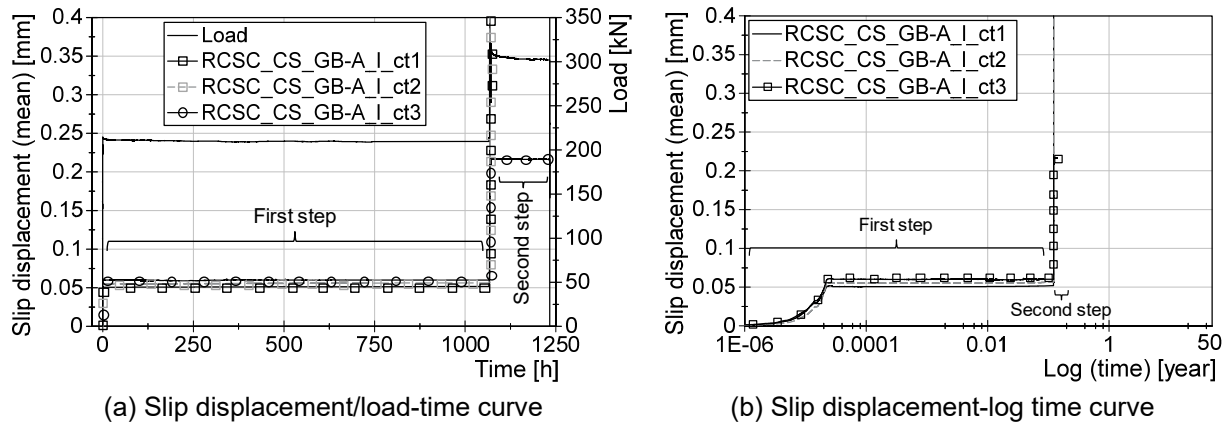 Slip displacement (mean) [mm]
0.4
0.35
0.3
0.25
0.2
0.15
0.1
0.05
0
Load
RCSC_CS_GB-A_I_ct1
RCSC_CS_GB-A_I_ct2
RCSC_CS_GB-A_I_ct3
First step
Second step
350
300
250
200
150
100
50
0
Load [kN]
0
250
500
750
1000
1250
Time [h]
(a) Slip displacement/load-time curve
Slip displacement (mean) [mm]
0.4
0.35
0.3
0.25
0.2
0.15
0.1
0.05
0
RCSC_CS_GB-A_I_ct1
RCSC_CS_GB-A_I_ct2
RCSC_CS_GB-A_I_ct3
First step
Second step
1E-06
0.0001
0.01
1
50
Log (time) [year]
(b) Slip displacement-log time curve